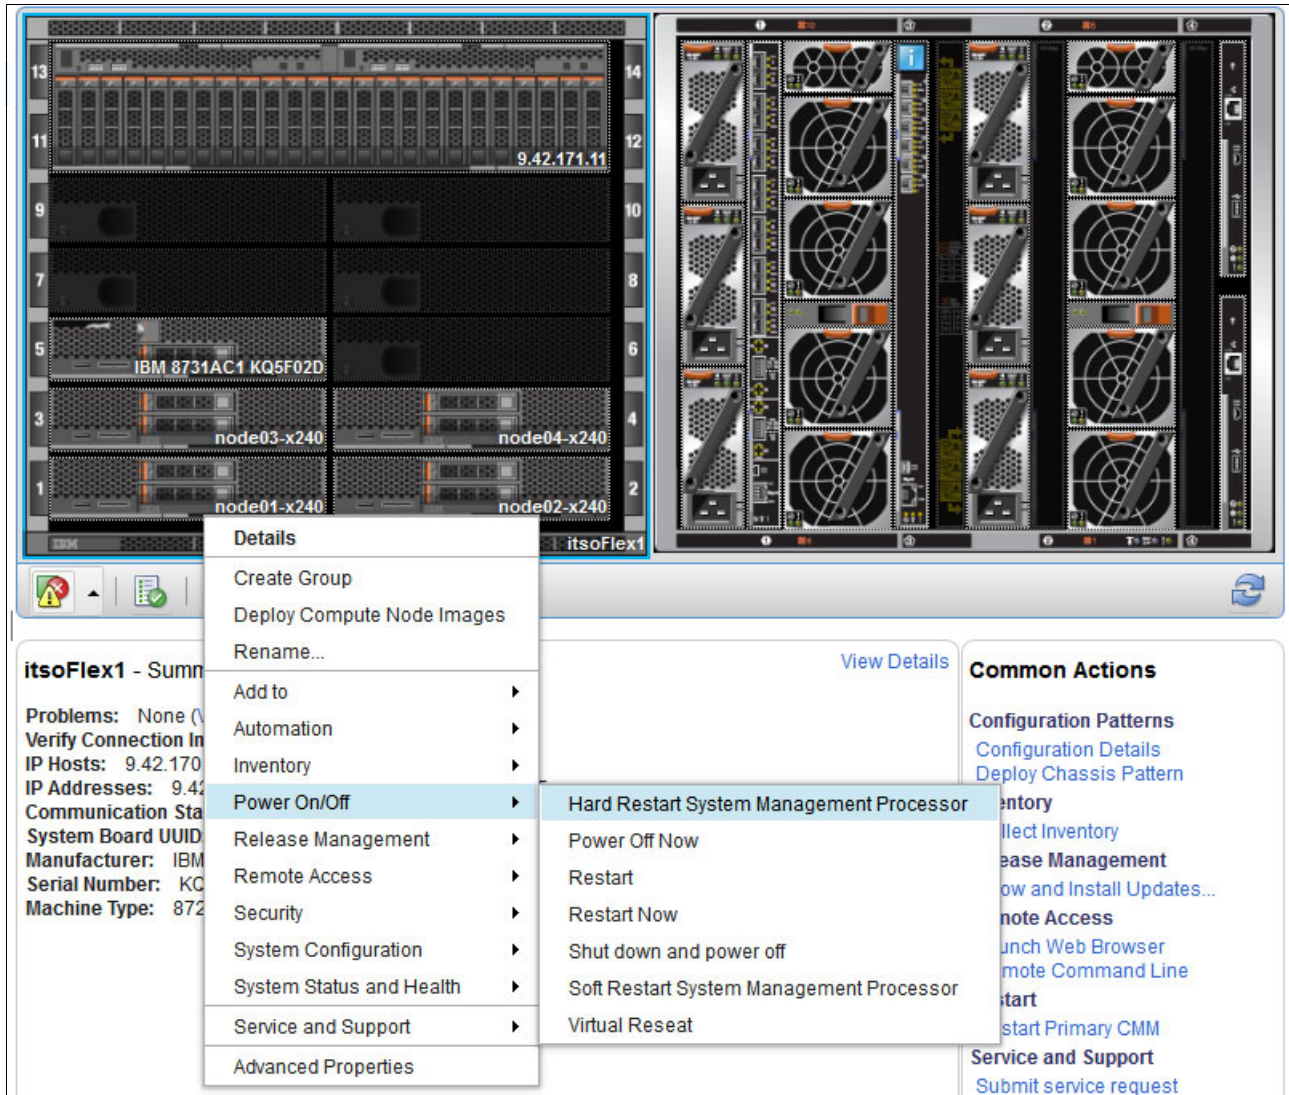 13
14
11
12
9.42.171.11
9
10
7
8
5
6
IBM 8731AC1 KQ5F02D
3
4
node03-x240
node04-x240
1
2
node01-x240
node02-x240
IBM
itsoFlex1
Details
Create Group
Deploy Compute Node Images
Rename...
Add to
Automation
Inventory
Power On/Off
Release Management
Remote Access
Security
System Configuration
System Status and Health
Service and Support
Advanced Properties
Hard Restart System Management Processor
Power Off Now
Restart
Restart Now
Shut down and power off
Soft Restart System Management Processor
Virtual Reseat
itsoFlex1 - Summ
View Details
Problems: None (
Verify Connection In
IP Hosts: 9.42.170
IP Addresses: 9.42
Communication Sta
System Board UUID
Manufacturer: IBM
Serial Number: KQ
Machine Type: 872
Common Actions
Configuration Patterns
Configuration Details
Deploy Chassis Pattern
entory
llect Inventory
ease Management
ow and Install Updates...
mote Access
unch Web Browser
mote Command Line
start
start Primary CMM
Service and Support
Submit service request